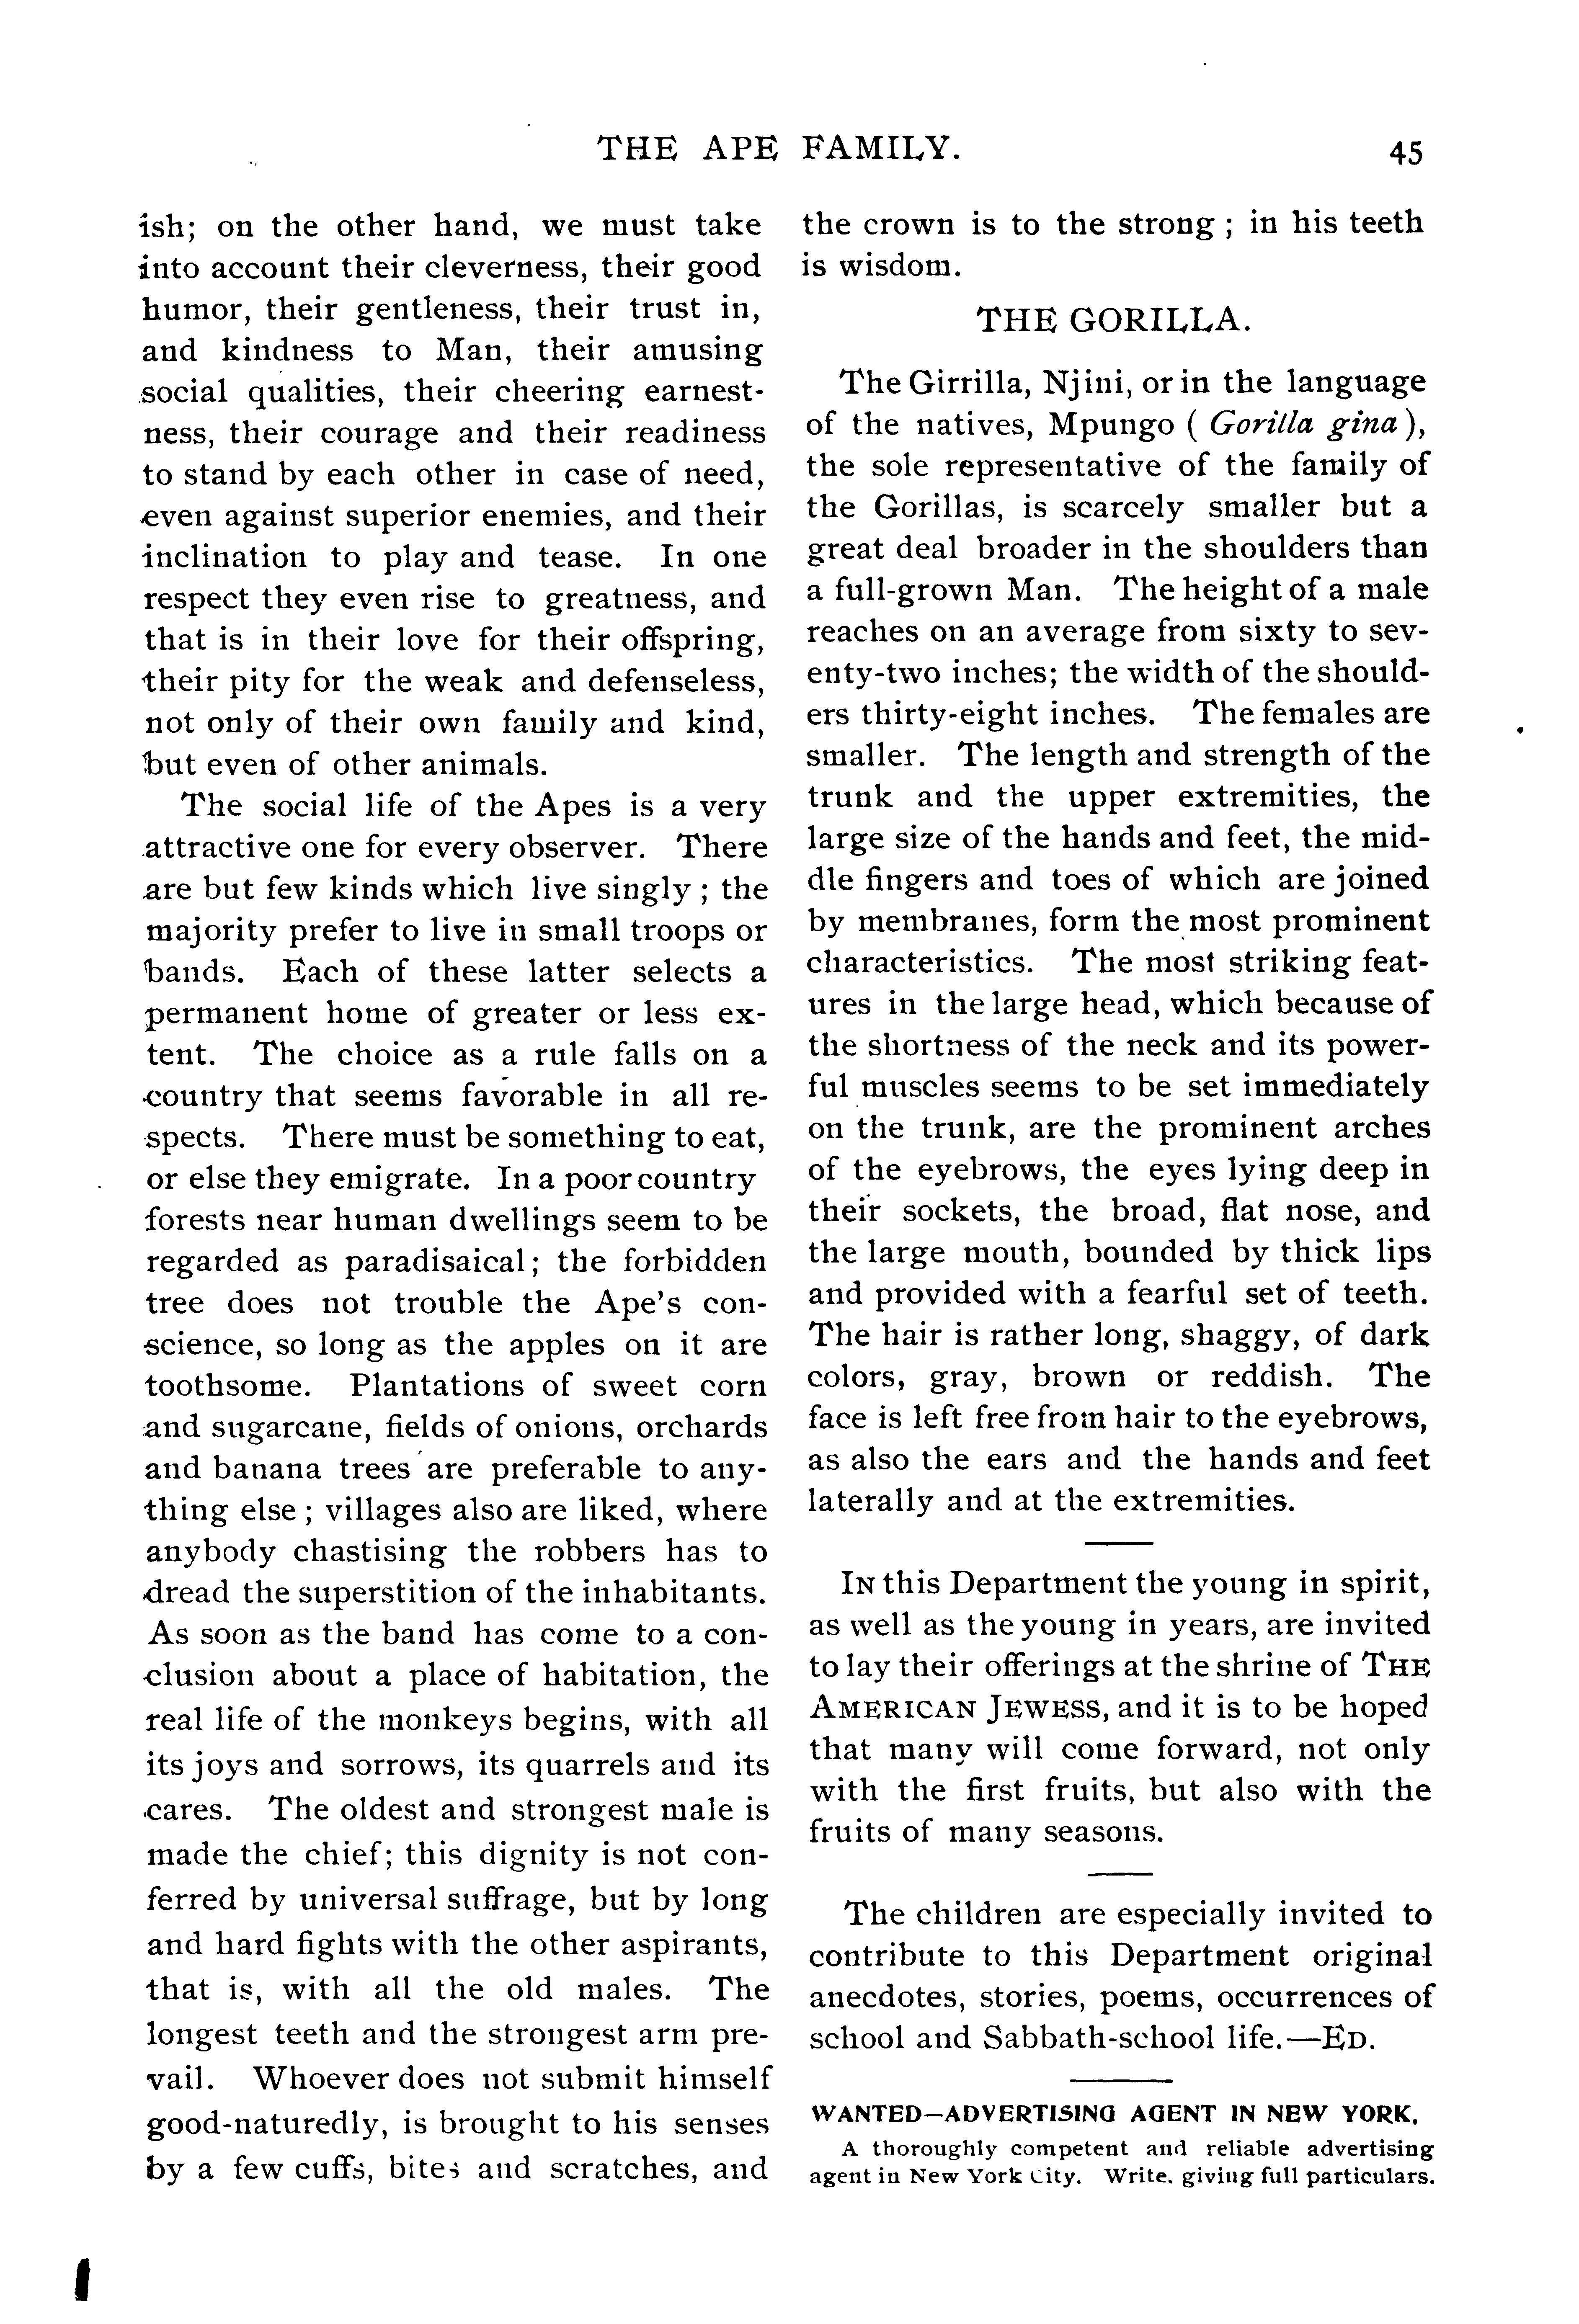 THE APE FAMILY.
45
ish; on the other hand, we must take
into account their cleverness, their good
humor, their gentleness, their trust in,
and kindness to Man, their amusing
social qualities, their cheering earnest-
ness, their courage and their readiness
to stand by each other in case of need,
even against superior enemies, and their
inclination to play and tease. In one
respect they even rise to greatness, and
that is in their love for their offspring,
their pity for the weak and defenseless,
not only of their own family and kind,
but even of other animals.
The social life of the Apes is a very
attractive one for every observer. There
are but few kinds which live singly ; the
majority prefer to live in small troops or
bands. Each of these latter selects a
permanent home of greater or less ex-
tent. The choice as a rule falls on a
country that seems favorable in all re-
spects. There must be something to eat,
or else they emigrate. In a poor country
forests near human dwellings seem to be
regarded as paradisaical; the forbidden
tree does not trouble the Ape's con-
science, so long as the apples on it are
toothsome. Plantations of sweet corn
and sugarcane, fields of onions, orchards
and banana trees are preferable to any-
thing else ; villages also are liked, where
anybody chastising the robbers has to
dread the superstition of the inhabitants.
As soon as the band has come to a con-
clusion about a place of habitation, the
real life of the monkeys begins, with all
its joys and sorrows, its quarrels and its
cares. The oldest and strongest male is
made the chief; this dignity is not con-
ferred by universal suffrage, but by long
and hard fights with the other aspirants,
that is, with all the old males. The
longest teeth and the strongest arm pre-
vail. Whoever does not submit himself
good-naturedly, is brought to his senses
by a few cuffs, bites and scratches, and
the crown is to the strong ; in his teeth
is wisdom.
THE GORILLA.
The Girrilla, Njini, or in the language
of the natives, Mpungo ( Gorilla gina ),
the sole representative of the family of
the Gorillas, is scarcely smaller but a
great deal broader in the shoulders than
a full-grown Man. The height of a male
reaches on an average from sixty to sev-
enty-two inches; the width of the should-
ers thirty-eight inches. The females are
smaller. The length and strength of the
trunk and the upper extremities, the
large size of the hands and feet, the mid-
dle fingers and toes of which are joined
by membranes, form the most prominent
characteristics. The most striking feat-
ures in the large head, which because of
the shortness of the neck and its power-
ful muscles seems to be set immediately
on the trunk, are the prominent arches
of the eyebrows, the eyes lying deep in
their sockets, the broad, flat nose, and
the large mouth, bounded by thick lips
and provided with a fearful set of teeth.
The hair is rather long, shaggy, of dark
colors, gray, brown or reddish. The
face is left free from hair to the eyebrows,
as also the ears and the hands and feet
laterally and at the extremities.
IN this Department the young in spirit,
as well as the young in years, are invited
to lay their offerings at the shrine of THE
AMERICAN JEWESS, and it is to be hoped
that many will come forward, not only
with the first fruits, but also with the
fruits of many seasons.
The children are especially invited to
contribute to this Department original
anecdotes, stories, poems, occurrences of
school and Sabbath-school life.—ED.
WANTED—ADVERTISING AGENT IN NEW YORK.
A thoroughly competent and reliable advertising
agent in New York City. Write, giving full particulars.